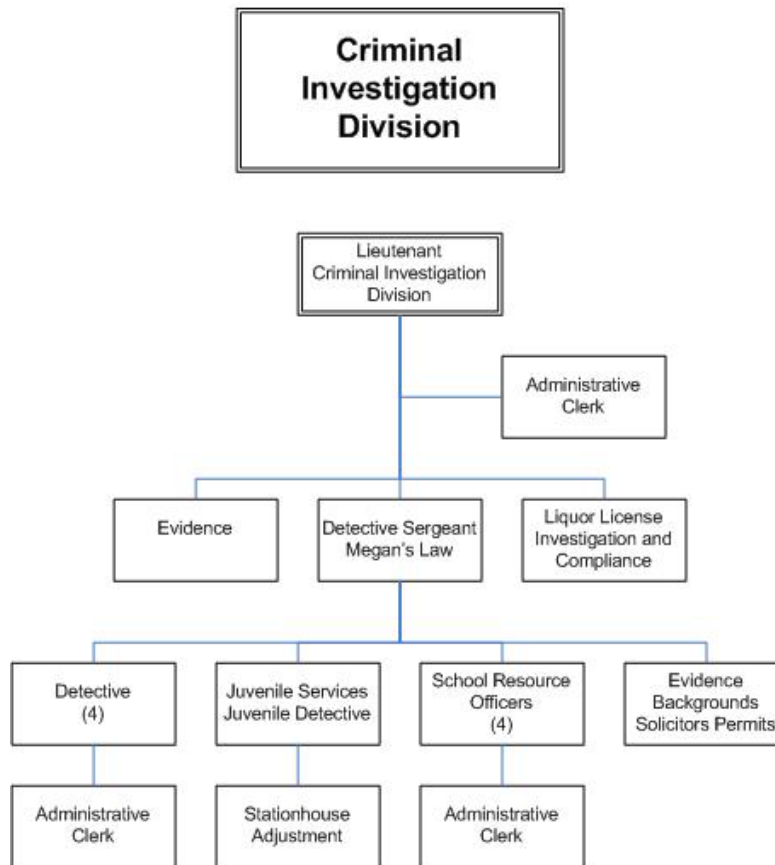 Criminal
Investigation
Division
Lieutenant
Criminal Investigation
Division
Administrative
Clerk
Evidence
Detective Sergeant
Megan's Law
Liquor License
Investigation and
Compliance
Detective
(4)
Juvenile Services
Juvenile Detective
School Resource
Officers
(4)
Evidence
Backgrounds
Solicitors Permits
Administrative
Clerk
Stationhouse
Adjustment
Administrative
Clerk